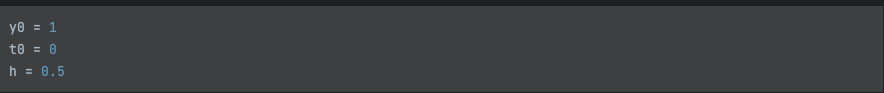 y0 = 1
t0 = 0
h = 0.5